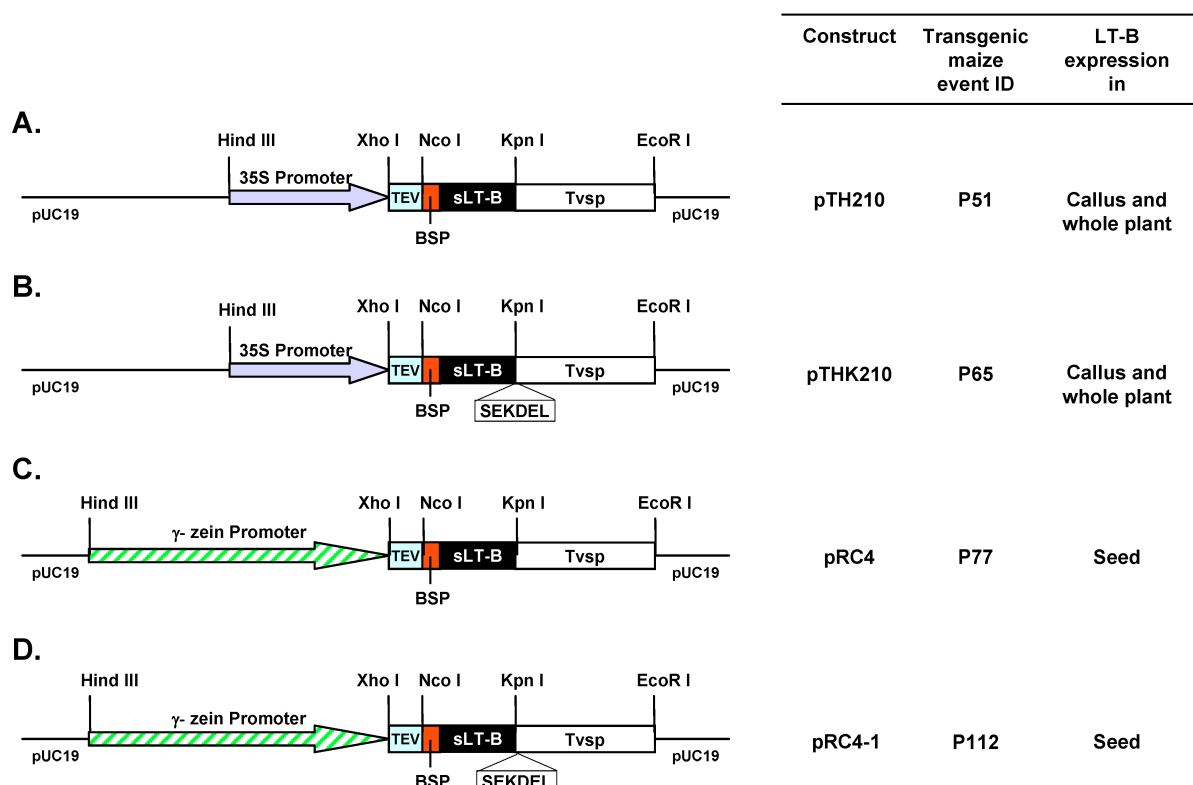 Construct Transgenic maize event ID LT-B expression in
A.
Hind III Xho I Nco I Kpn I EcoR I
35S Promoter TEV sLT-B Tvsp
pUC19 pUC19
BSP
pTH210 P51 Callus and whole plant
B.
Hind III Xho I Nco I Kpn I EcoR I
35S Promoter TEV sLT-B Tvsp
pUC19 pUC19
BSP SEKDEL
pTHK210 P65 Callus and whole plant
C.
Hind III Xho I Nco I Kpn I EcoR I
γ- zein Promoter TEV sLT-B Tvsp
pUC19 pUC19
BSP
pRC4 P77 Seed
D.
Hind III Xho I Nco I Kpn I EcoR I
γ- zein Promoter TEV sLT-B Tvsp
pUC19 pUC19
BSP SEKDEL
pRC4-1 P112 Seed